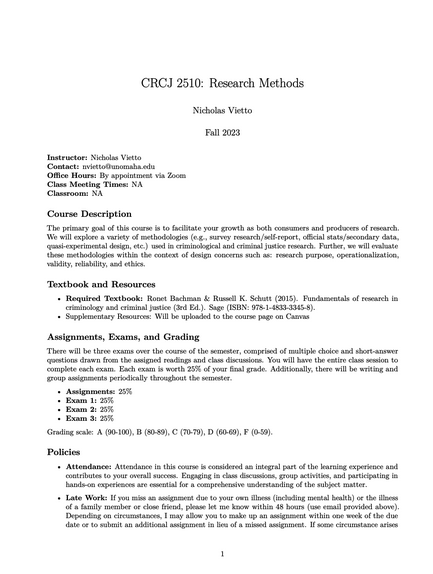 CRCJ 2510: Research Methods
Nicholas Vietto
Fall 2023
Instructor: Nicholas Vietto
Contact: nvietto@unomaha.edu
Office Hours: By appointment via Zoom
Class Meeting Times: NA
Classroom: NA
Course Description
The primary goal of this course is to facilitate your growth as both consumers and producers of research.
We will explore a variety of methodologies (e.g., survey research/self-report, official stats/secondary data,
quasi-experimental design, etc.) used in criminological and criminal justice research. Further, we will evaluate
these methodologies within the context of design concerns such as: research purpose, operationalization,
validity, reliability, and ethics.
Textbook and Resources
• Required Textbook: Ronet Bachman & Russell K. Schutt (2015). Fundamentals of research in
criminology and criminal justice (3rd Ed.). Sage (ISBN: 978-1-4833-3345-8).
• Supplementary Resources: Will be uploaded to the course page on Canvas
Assignments, Exams, and Grading
There will be three exams over the course of the semester, comprised of multiple choice and short-answer
questions drawn from the assigned readings and class discussions. You will have the entire class session to
complete each exam. Each exam is worth 25% of your final grade. Additionally, there will be writing and
group assignments periodically throughout the semester.
• Assignments: 25%
• Exam 1: 25%
• Exam 2: 25%
• Exam 3: 25%
Grading scale: A (90-100), B (80-89), C (70-79), D (60-69), F (0-59).
Policies
• Attendance: Attendance in this course is considered an integral part of the learning experience and
contributes to your overall success. Engaging in class discussions, group activities, and participating in
hands-on experiences are essential for a comprehensive understanding of the subject matter.
• Late Work: If you miss an assignment due to your own illness (including mental health) or the illness
of a family member or close friend, please let me know within 48 hours (use email provided above).
Depending on circumstances, I may allow you to make up an assignment within one week of the due
date or to submit an additional assignment in lieu of a missed assignment. If some circumstance arises
1